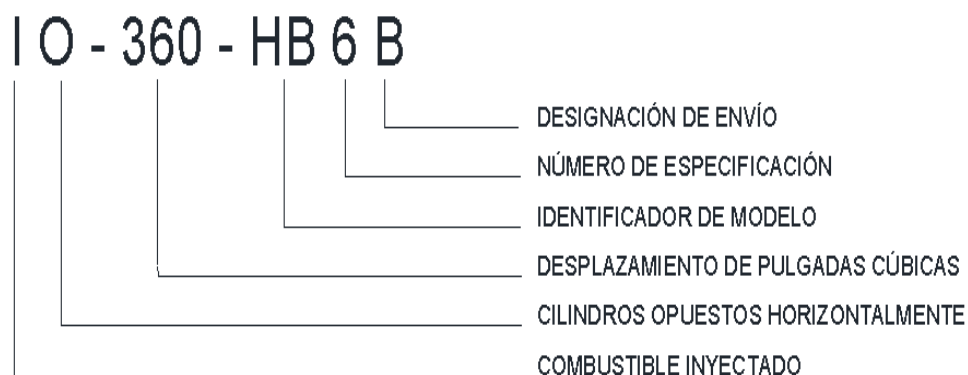 I O - 360 - HB 6 B
DESIGNACIÓN DE ENVÍO
NÚMERO DE ESPECIFICACIÓN
IDENTIFICADOR DE MODELO
DESPLAZAMIENTO DE PULGADAS CÚBICAS
CILINDROS OPUESTOS HORIZONTALMENTE
COMBUSTIBLE INYECTADO